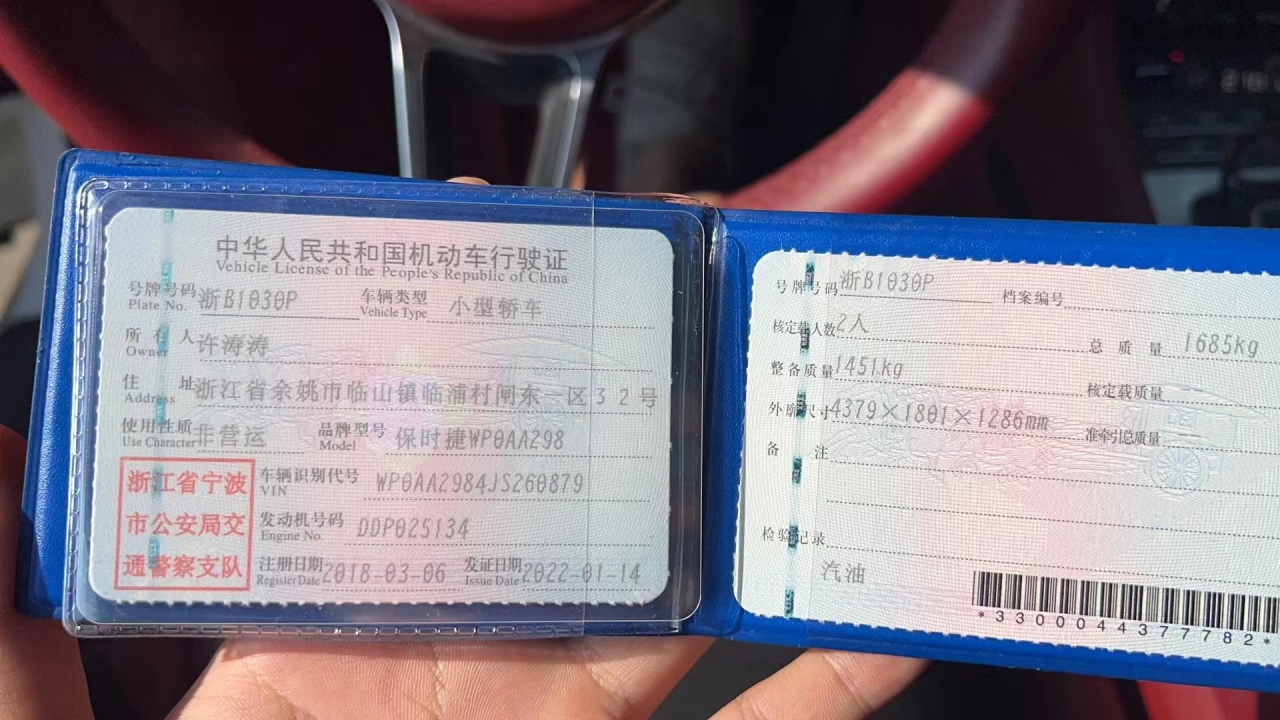 中华人民共和国机动车行驶证
Vehicle License of the People's Republic of China
号牌号码 浙B1030P 车辆类型 小型轿车
Plate No. Vehicle Type
所有人 许涛涛
Owner
住址 浙江省余姚市临山镇临浦村闸东一区32号
Address
使用性质 非营运 品牌型号 保时捷WP0AA298
Use Character Model
浙江省宁波
市公安局交
通警察支队
车辆识别代号 WP0AA2984JS260879
VIN
发动机号码 DDP025134
Engine No.
注册日期 2018-03-06 发证日期 2022-01-14
Register Date Issue Date
号牌号码 浙B1030P 档案编号
核定载人数 2人 总质量 1685kg
整备质量 1451kg 核定载质量
外廓尺寸 4379×1801×1286mm 准牵引总质量
备注
检验记录
汽油
*3300044377782*